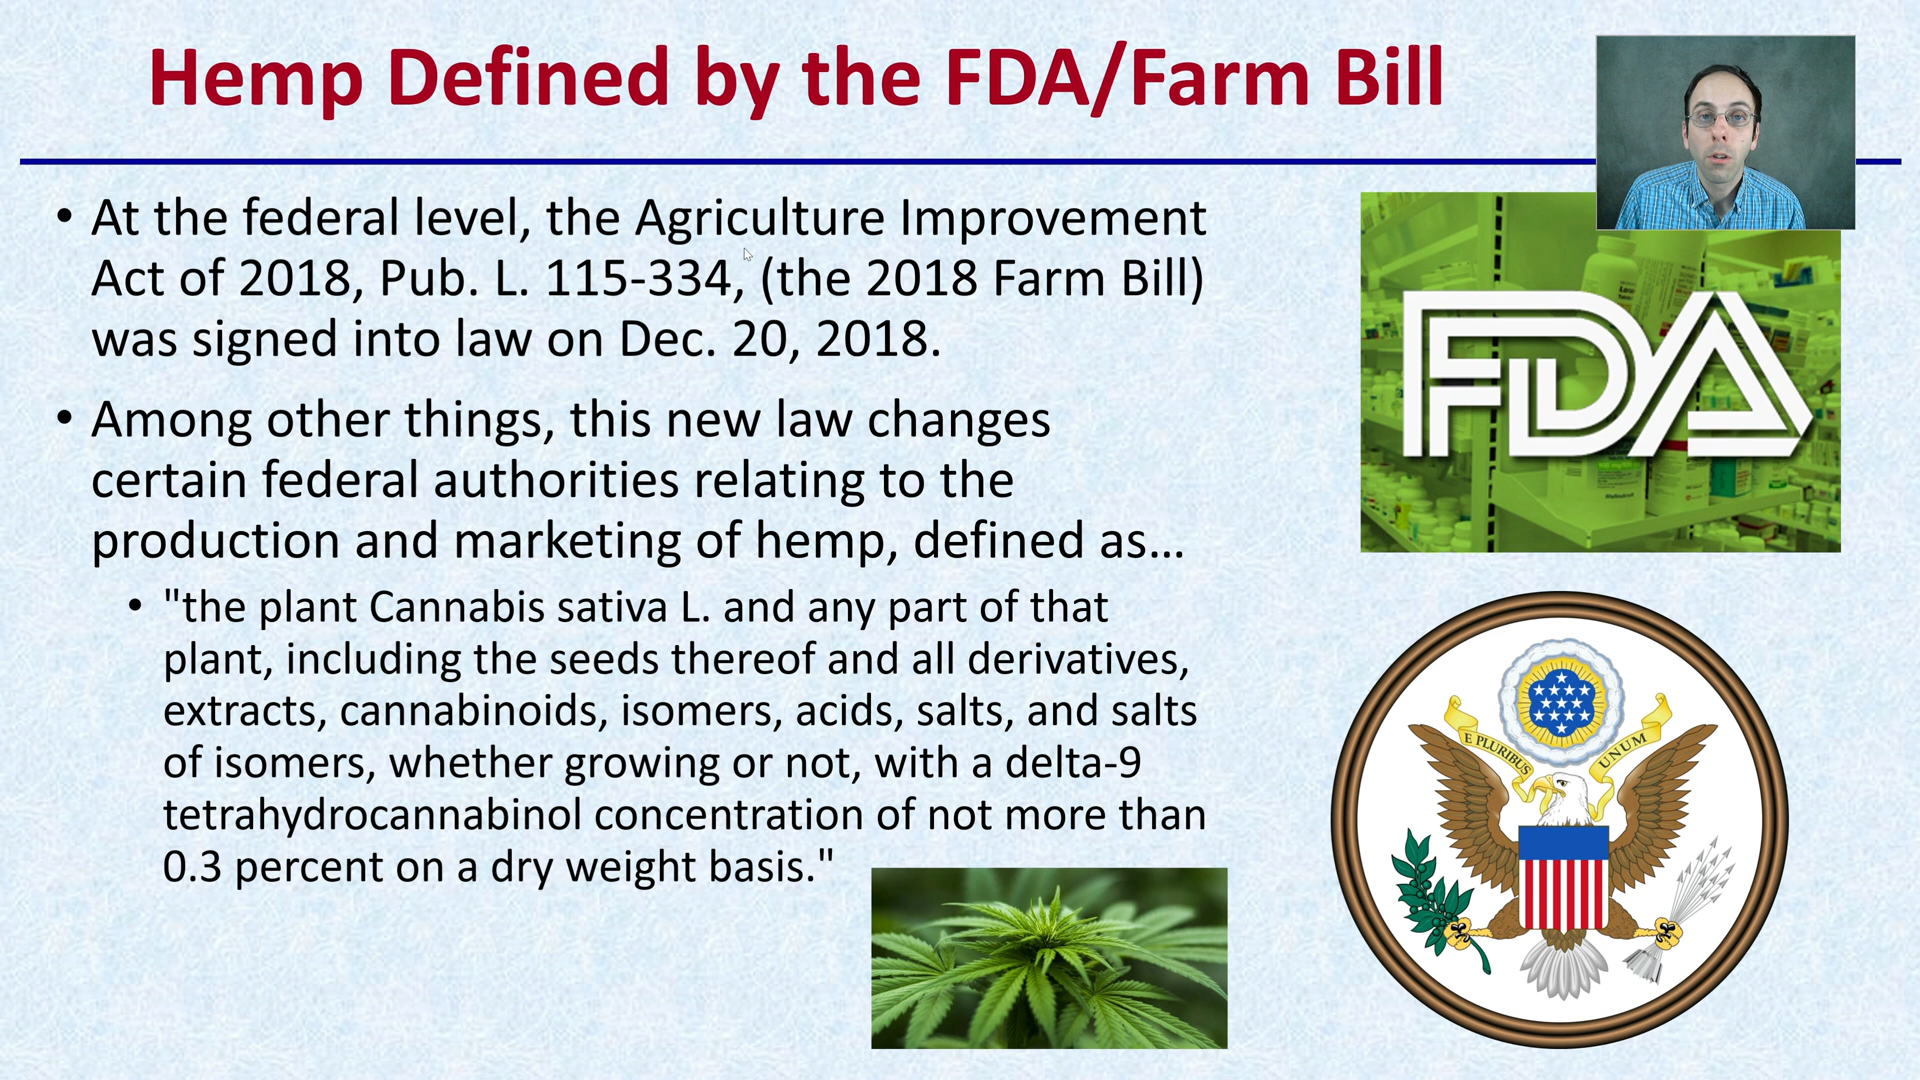 Hemp Defined by the FDA/Farm Bill
• At the federal level, the Agriculture Improvement
Act of 2018, Pub. L. 115-334, (the 2018 Farm Bill)
was signed into law on Dec. 20, 2018.
• Among other things, this new law changes
certain federal authorities relating to the
production and marketing of hemp, defined as...
• "the plant Cannabis sativa L. and any part of that
plant, including the seeds thereof and all derivatives,
extracts, cannabinoids, isomers, acids, salts, and salts
of isomers, whether growing or not, with a delta-9
tetrahydrocannabinol concentration of not more than
0.3 percent on a dry weight basis."
FDA
E PLURIBUS UNUM